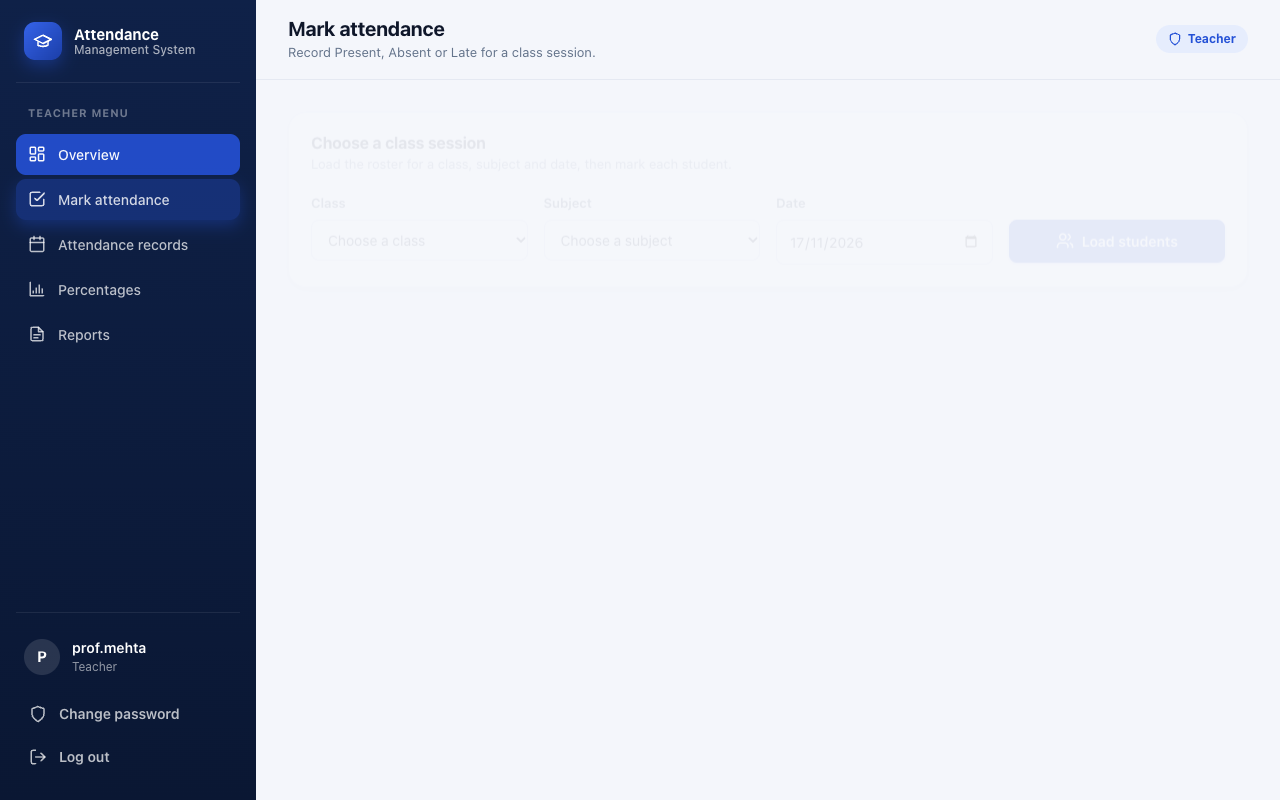 Attendance
Management System
TEACHER MENU
Overview
Mark attendance
Attendance records
Percentages
Reports
P
prof.mehta
Teacher
Change password
Log out
Mark attendance
Record Present, Absent or Late for a class session.
Teacher
Choose a class session
Load the roster for a class, subject and date, then mark each student.
Class
Subject
Date
Choose a class
Choose a subject
17/11/2026
Load students